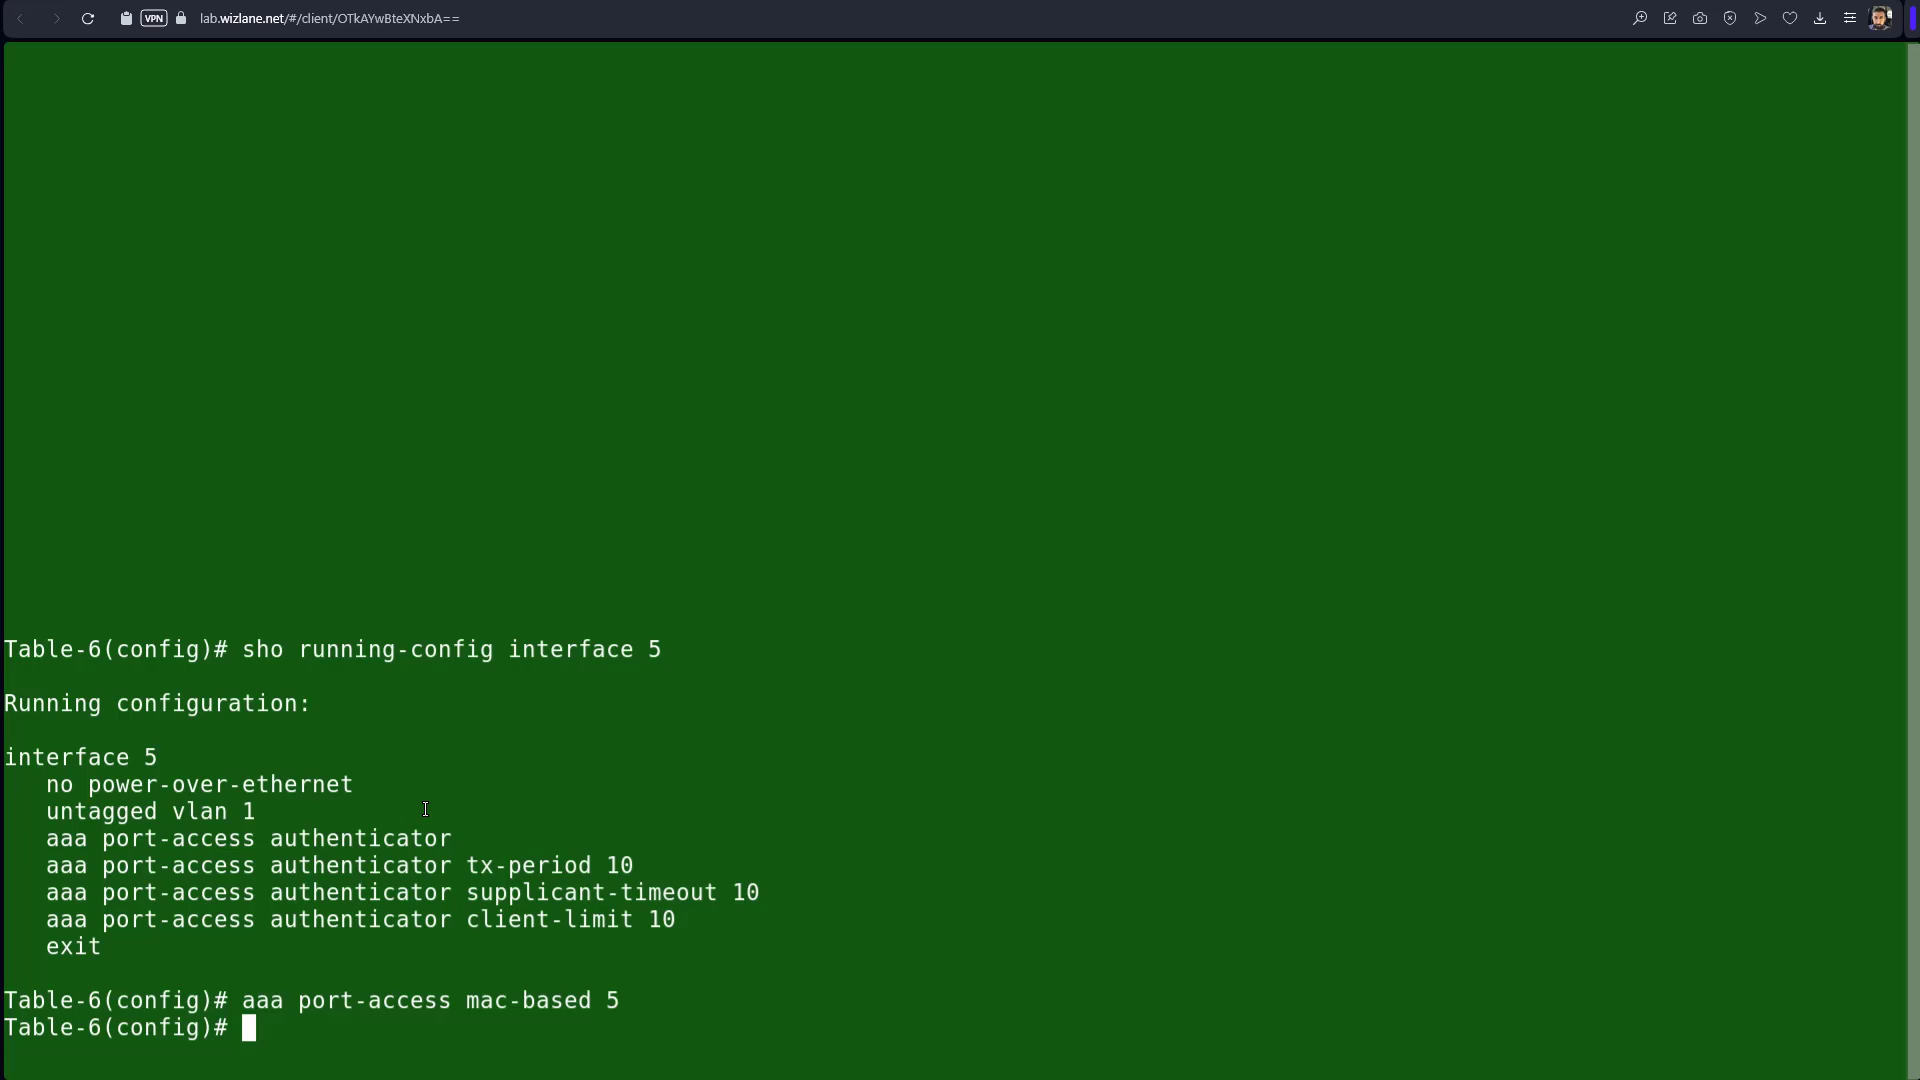 VPN
lab.wizlane.net/#/client/OTkAYwBteXNxbA==
Table-6(config)# sho running-config interface 5
Running configuration:
interface 5
   no power-over-ethernet
   untagged vlan 1
   aaa port-access authenticator
   aaa port-access authenticator tx-period 10
   aaa port-access authenticator supplicant-timeout 10
   aaa port-access authenticator client-limit 10
   exit
Table-6(config)# aaa port-access mac-based 5
Table-6(config)#